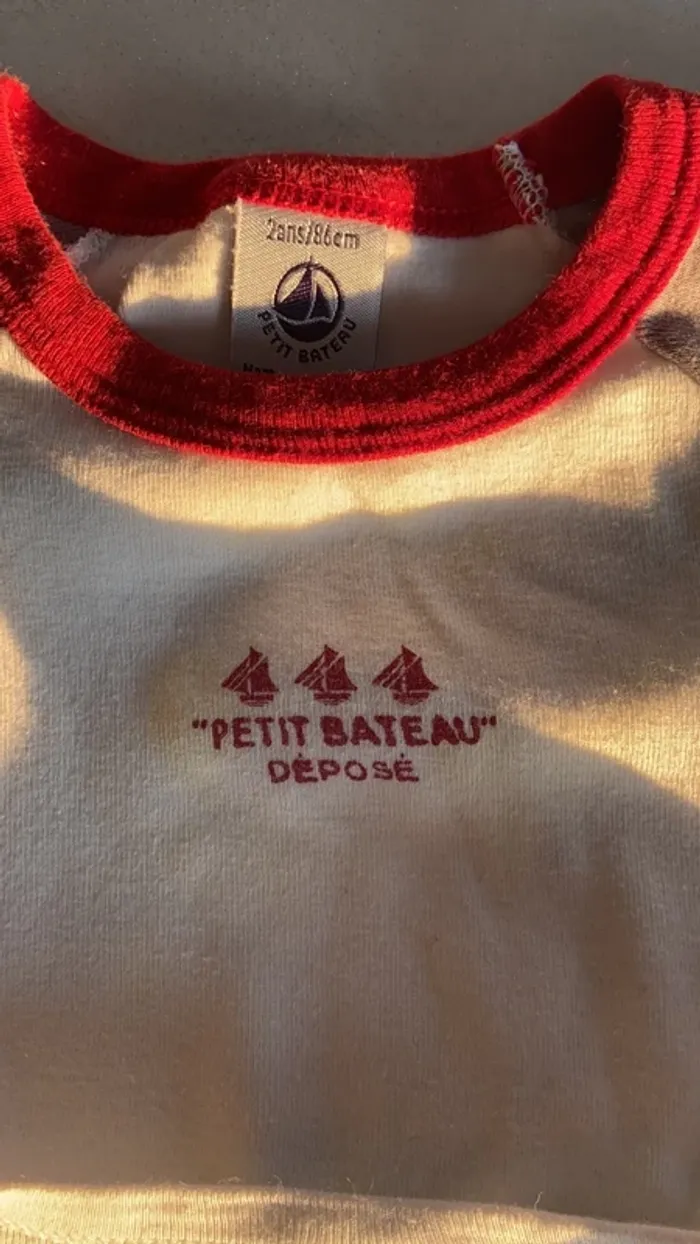 2ans/86cm
PETIT BATEAU
"PETIT BATEAU"
DÉPOSÉ